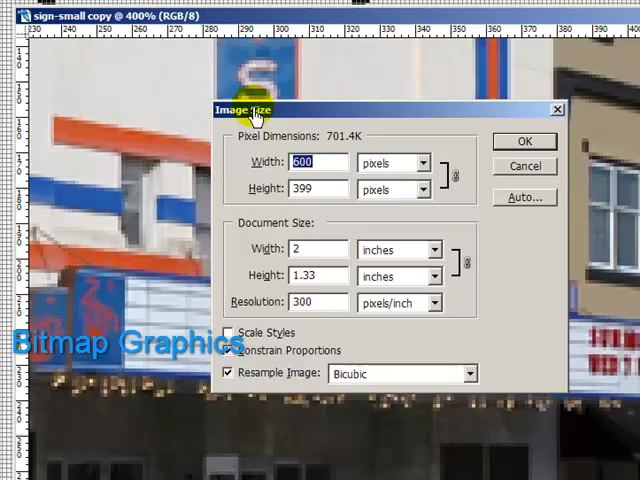 sign-small copy @ 400% (RGB/8)
230 240 250 260 270 280 290 300 310 320 330 340 350 360 370 380 390 400
S
Image Size
Pixel Dimensions: 701.4K
Width: 600 pixels
Height: 399 pixels
OK
Cancel
Auto...
Document Size:
Width: 2 inches
Height: 1.33 inches
Resolution: 300 pixels/inch
Scale Styles
Constrain Proportions
Resample Image: Bicubic
Bitmap Graphics